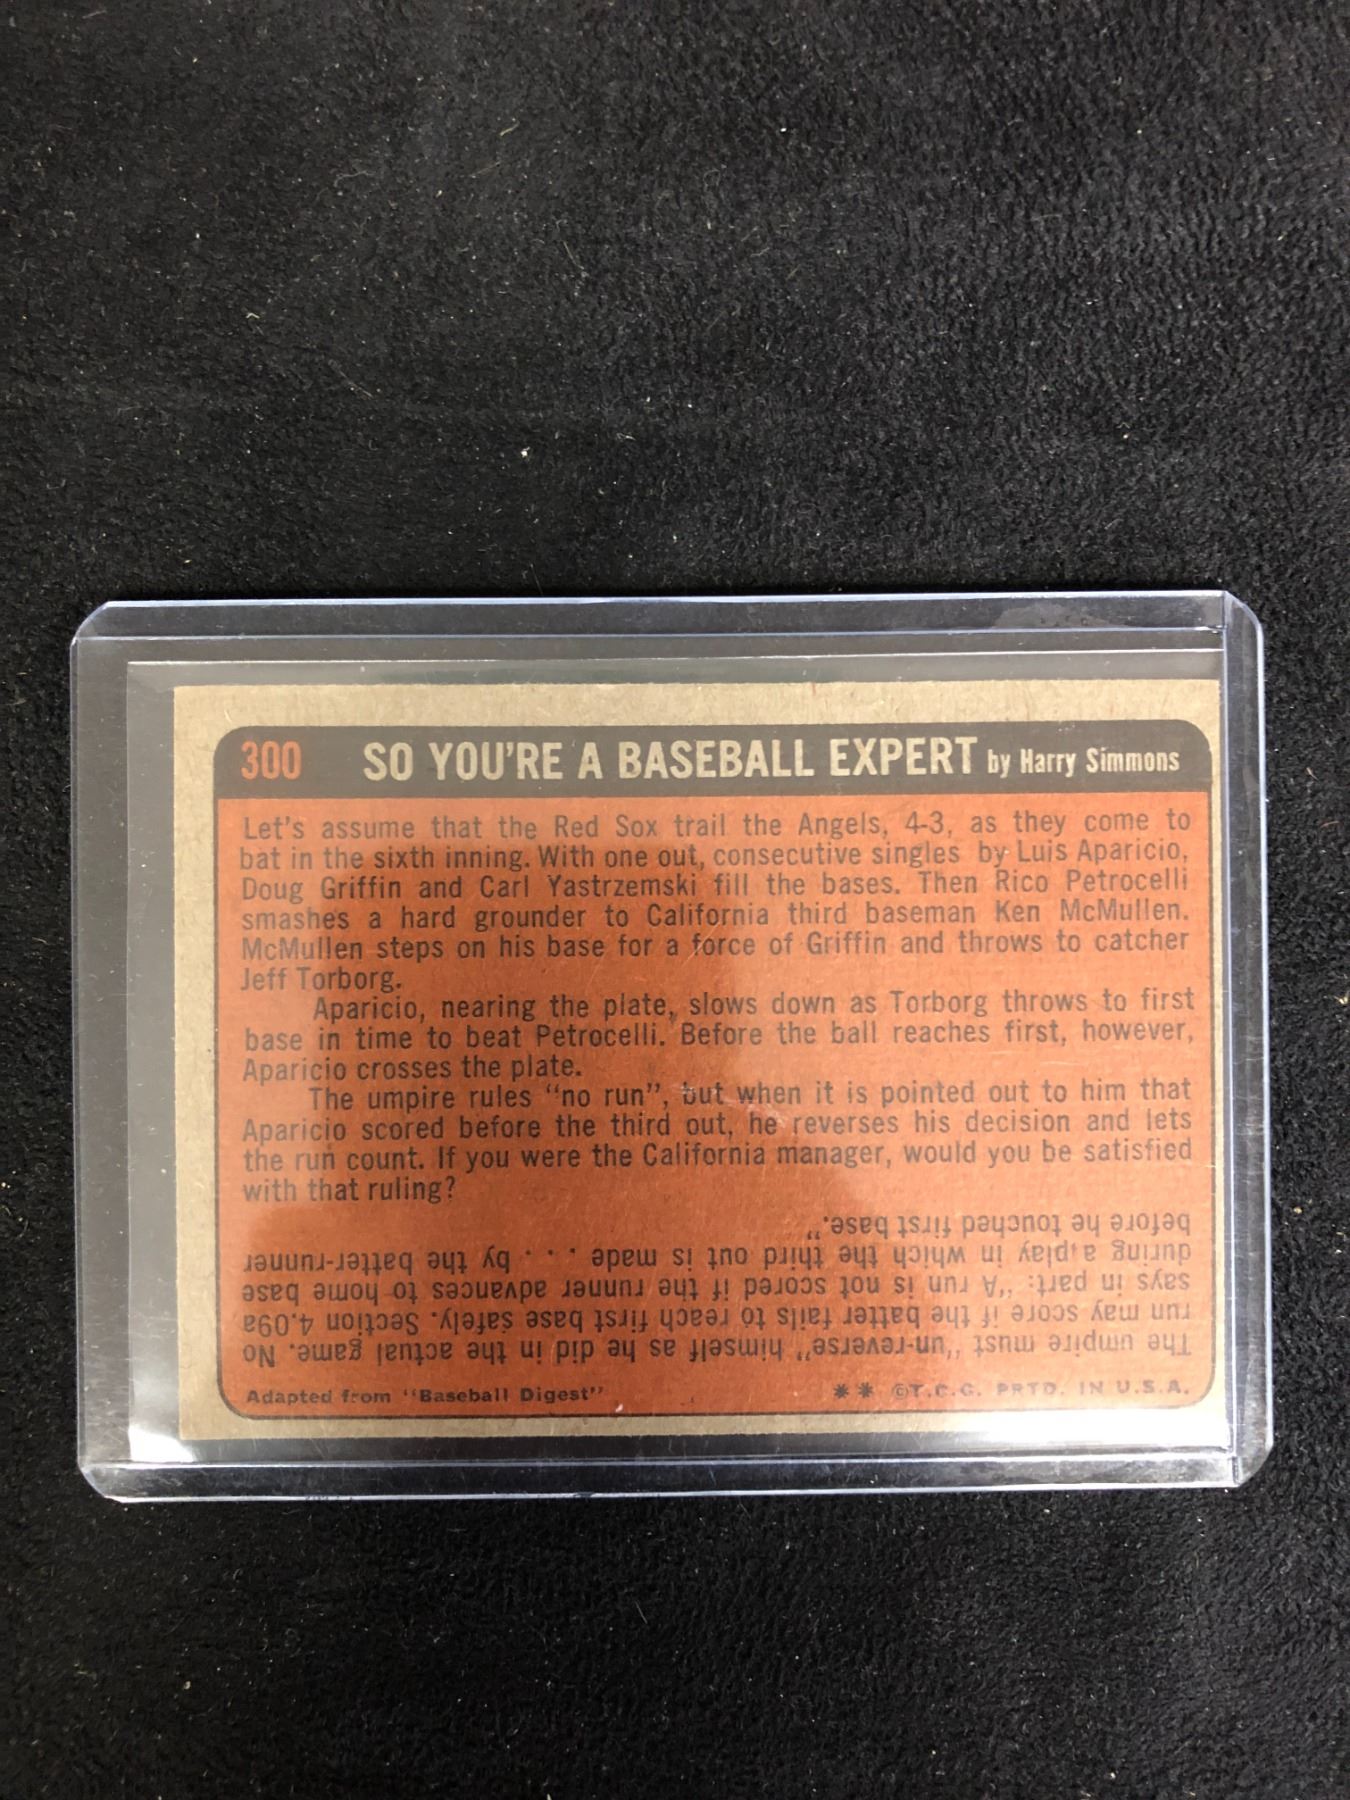 300 SO YOU'RE A BASEBALL EXPERT by Harry Simmons
Let's assume that the Red Sox trail the Angels, 4-3, as they come to
bat in the sixth inning. With one out, consecutive singles by Luis Aparicio,
Doug Griffin and Carl Yastrzemski fill the bases. Then Rico Petrocelli
smashes a hard grounder to California third baseman Ken McMullen.
McMullen steps on his base for a force of Griffin and throws to catcher
Jeff Torborg.
Aparicio, nearing the plate, slows down as Torborg throws to first
base in time to beat Petrocelli. Before the ball reaches first, however,
Aparicio crosses the plate.
The umpire rules "no run", but when it is pointed out to him that
Aparicio scored before the third out, he reverses his decision and lets
the run count. If you were the California manager, would you be satisfied
with that ruling?
The umpire must "un-reverse" himself as he did in the actual game. No
run may score if the batter fails to reach first base safely. Section 4.09a
says in part: "A run is not scored if the runner advances to home base
during a play in which the third out is made . . . by the batter-runner
before he touched first base."
Adapted from "Baseball Digest" ** ©T.C.G. PRTD. IN U.S.A.